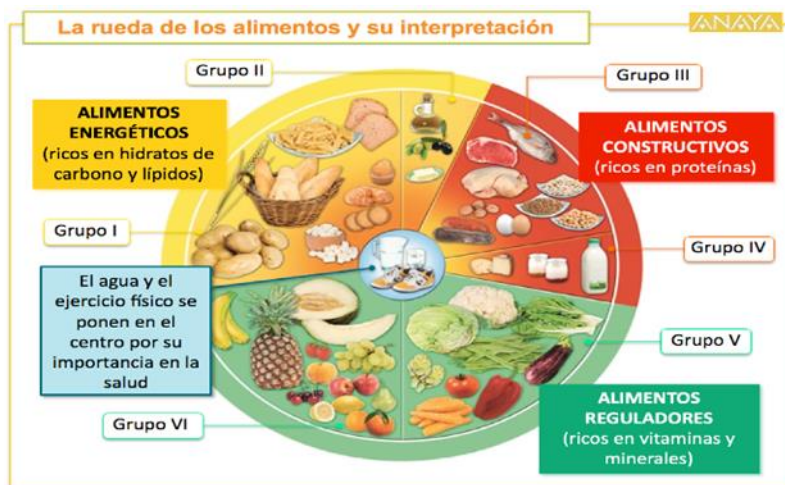 La rueda de los alimentos y su interpretación
ANAYA
Grupo II
Grupo III
ALIMENTOS
ENERGÉTICOS
(ricos en hidratos de
carbono y lípidos)
ALIMENTOS
CONSTRUCTIVOS
(ricos en proteínas)
Grupo I
Grupo IV
El agua y el
ejercicio físico se
ponen en el
centro por su
importancia en la
salud
Grupo V
Grupo VI
ALIMENTOS
REGULADORES
(ricos en vitaminas y
minerales)